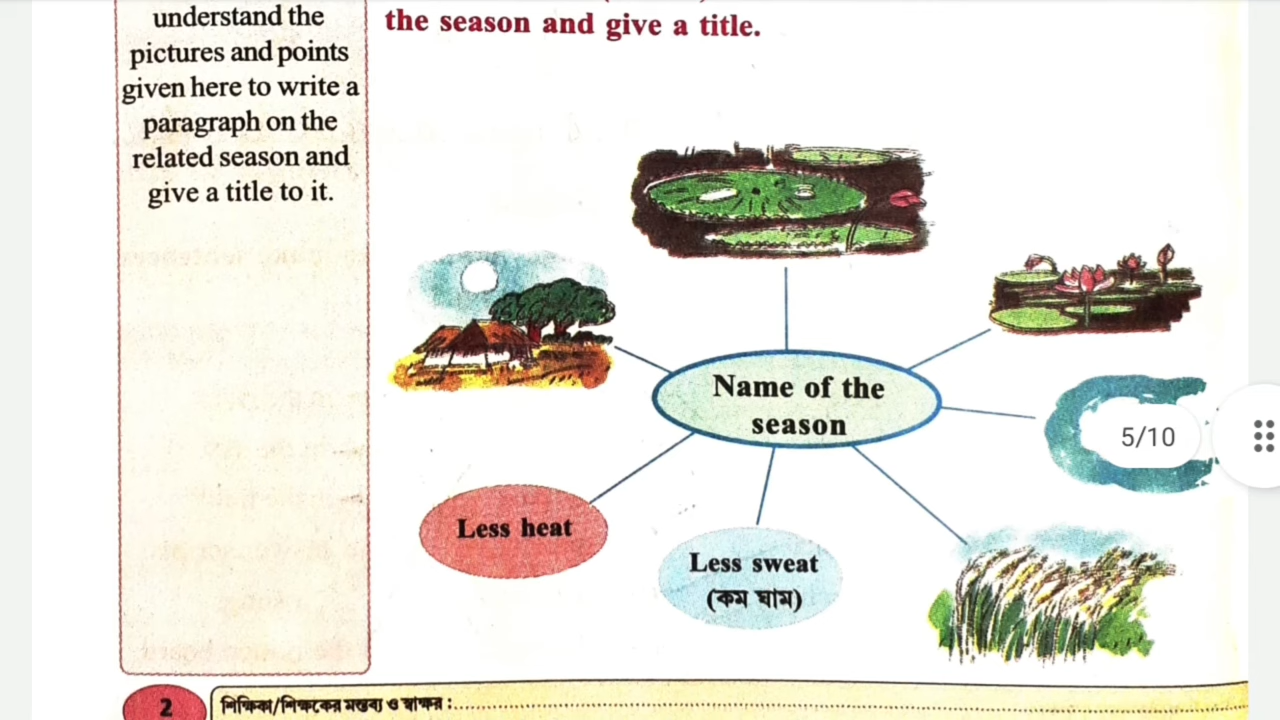 understand the
pictures and points
given here to write a
paragraph on the
related season and
give a title to it.
the season and give a title.
Name of the
season
5/10
Less heat
Less sweat
(কম ঘাম)
2
শিক্ষিকা/শিক্ষকের মন্তব্য ও স্বাক্ষর :